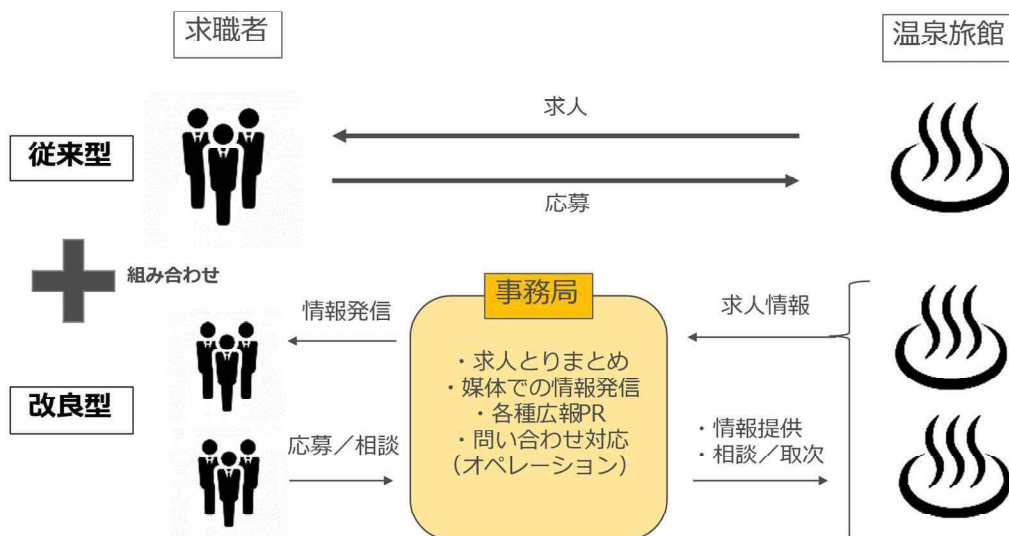 求職者
温泉旅館
求人
従来型
応募
組み合わせ
事務局
情報発信
求人情報
・求人とりまとめ
・媒体での情報発信
・各種広報PR
・問い合わせ対応
（オペレーション）
改良型
応募／相談
・情報提供
・相談／取次